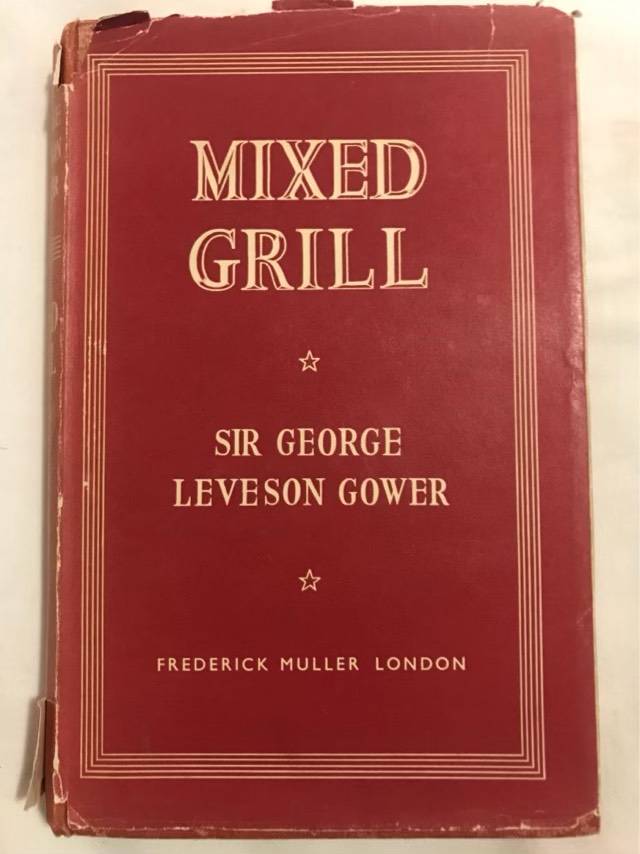 MIXED
GRILL
SIR GEORGE
LEVESON GOWER
FREDERICK MULLER LONDON